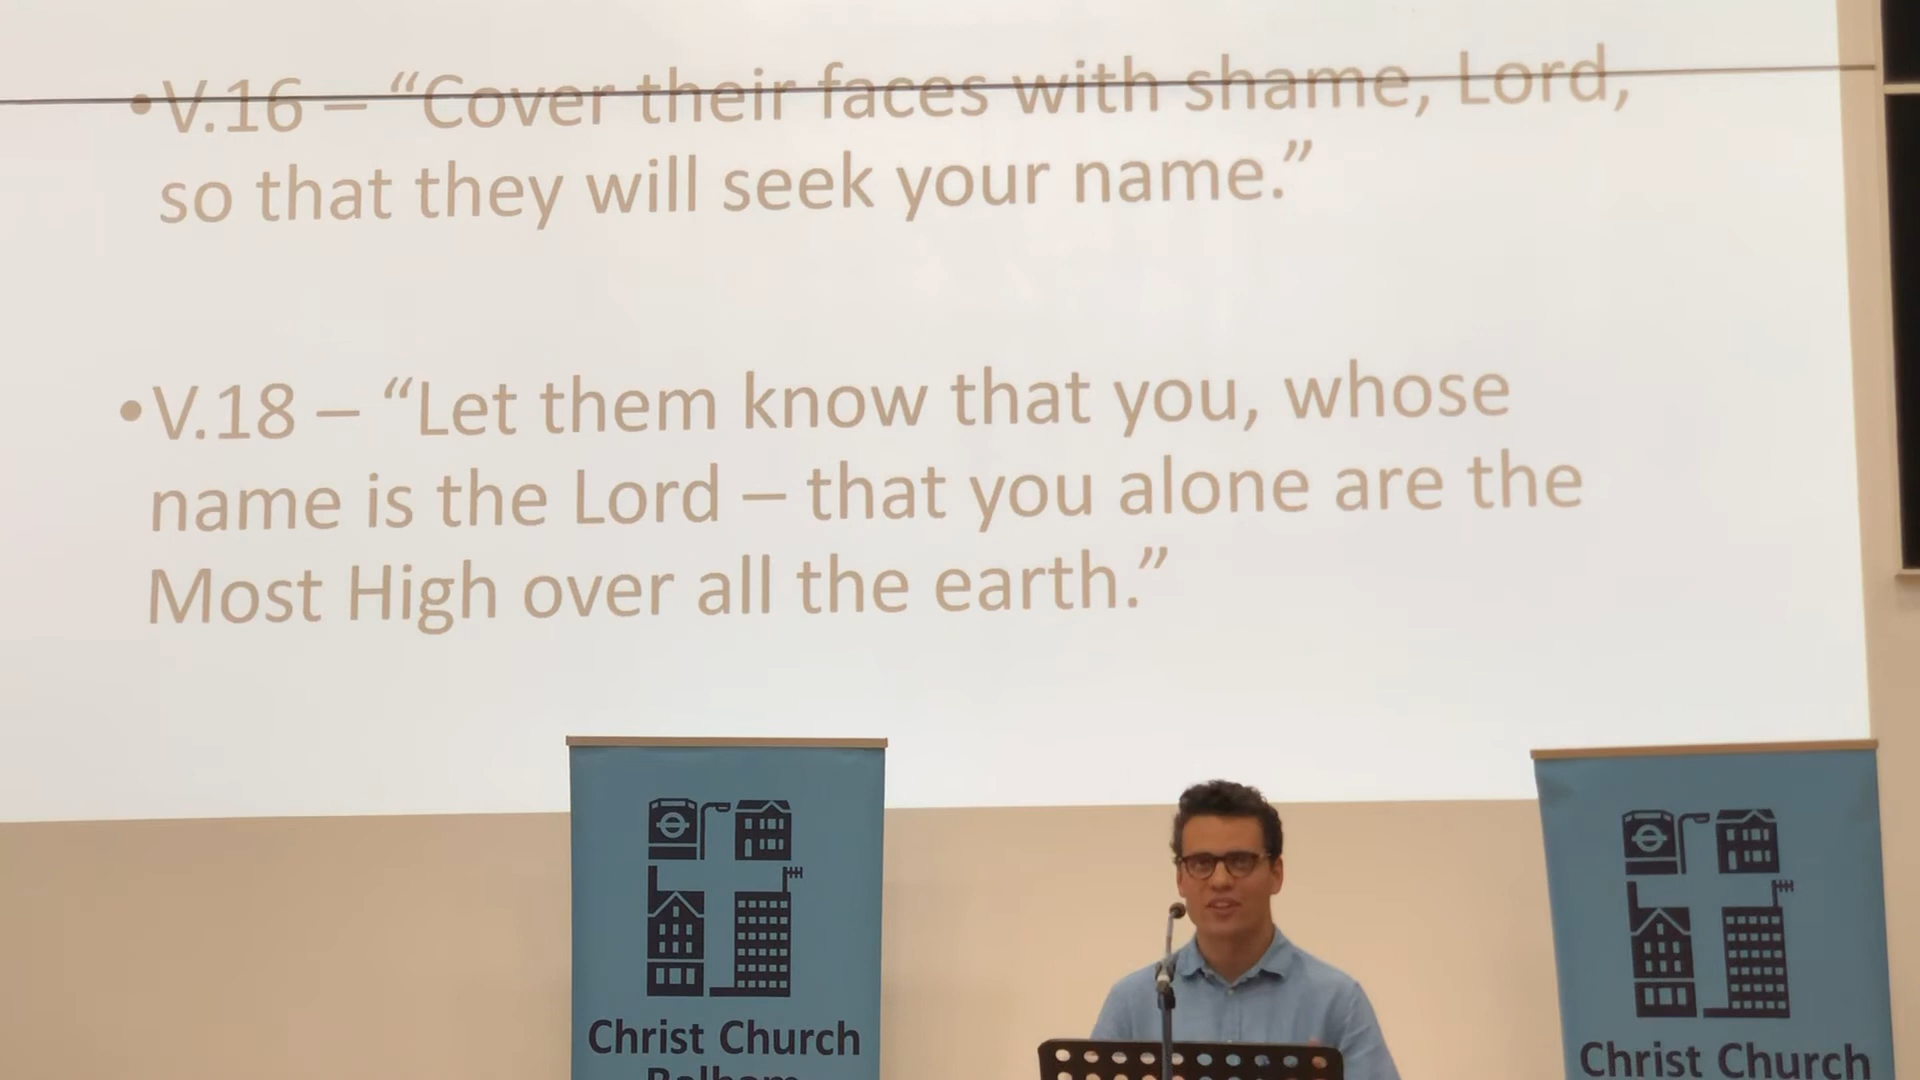 •V.16 – “Cover their faces with shame, Lord,
so that they will seek your name.”
•V.18 – “Let them know that you, whose
name is the Lord – that you alone are the
Most High over all the earth.”
Christ Church
Balham
Christ Church